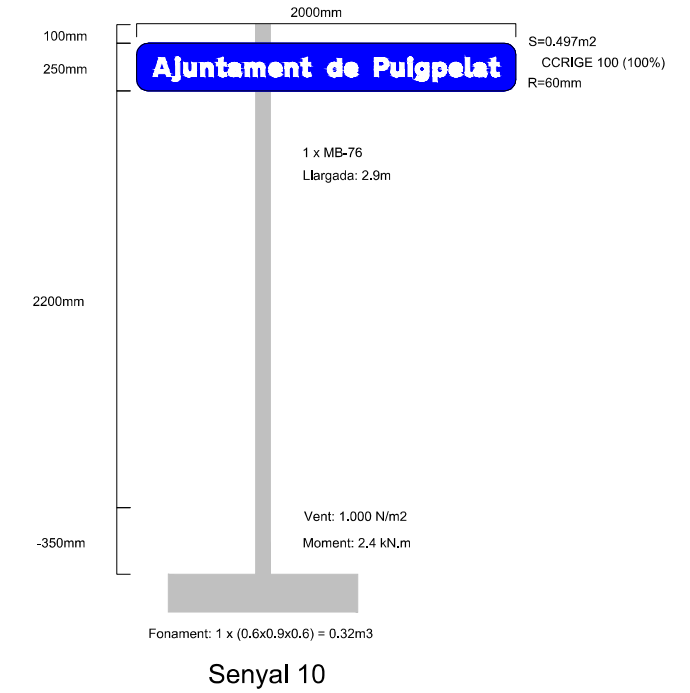 2000mm
100mm
S=0.497m2
CCRIGE 100 (100%)
250mm
Ajuntament de Puigpelat
R=60mm
1 x MB-76
Llargada: 2.9m
2200mm
Vent: 1.000 N/m2
-350mm
Moment: 2.4 kN.m
Fonament: 1 x (0.6x0.9x0.6) = 0.32m3
Senyal 10